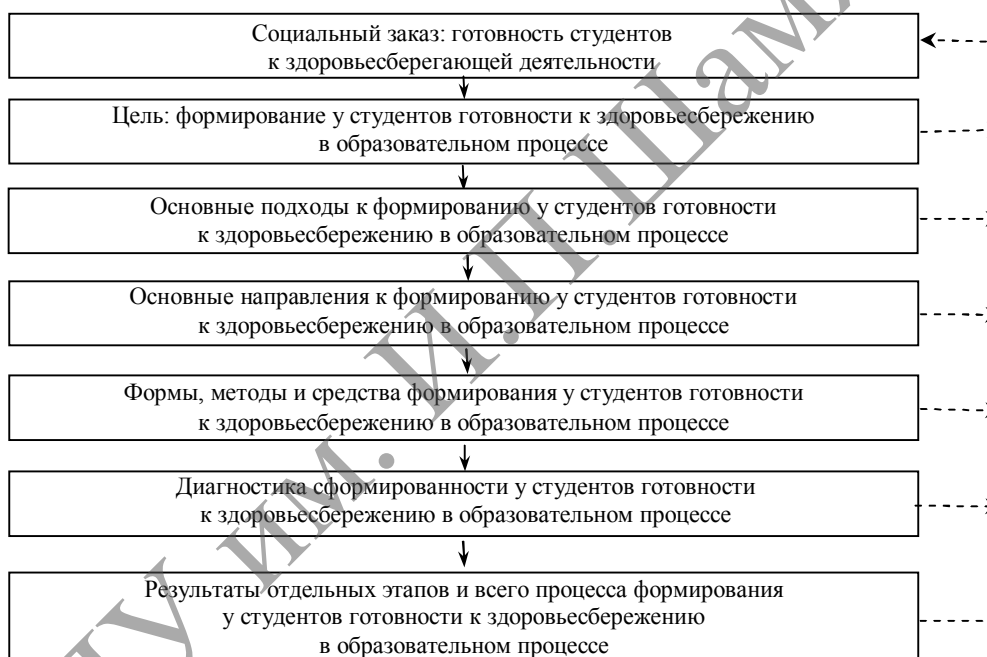 Социальный заказ: готовность студентов
к здоровьесберегающей деятельности
Цель: формирование у студентов готовности к здоровьесбережению
в образовательном процессе
Основные подходы к формированию у студентов готовности
к здоровьесбережению в образовательном процессе
Основные направления к формированию у студентов готовности
к здоровьесбережению в образовательном процессе
Формы, методы и средства формирования у студентов готовности
к здоровьесбережению в образовательном процессе
Диагностика сформированности у студентов готовности
к здоровьесбережению в образовательном процессе
Результаты отдельных этапов и всего процесса формирования
у студентов готовности к здоровьесбережению
в образовательном процессе
им. И.П.Шам